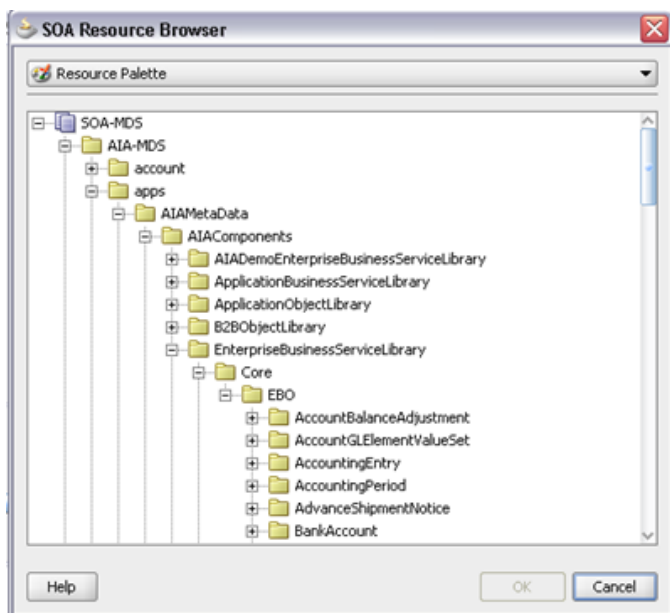 SOA Resource Browser
Resource Palette
SOA-MDS
AIA-MDS
account
apps
AIAMetaData
AIAComponents
AIADemoEnterpriseBusinessServiceLibrary
ApplicationBusinessServiceLibrary
ApplicationObjectLibrary
B2BObjectLibrary
EnterpriseBusinessServiceLibrary
Core
EBO
AccountBalanceAdjustment
AccountGLElementValueSet
AccountingEntry
AccountingPeriod
AdvanceShipmentNotice
BankAccount
Help OK Cancel